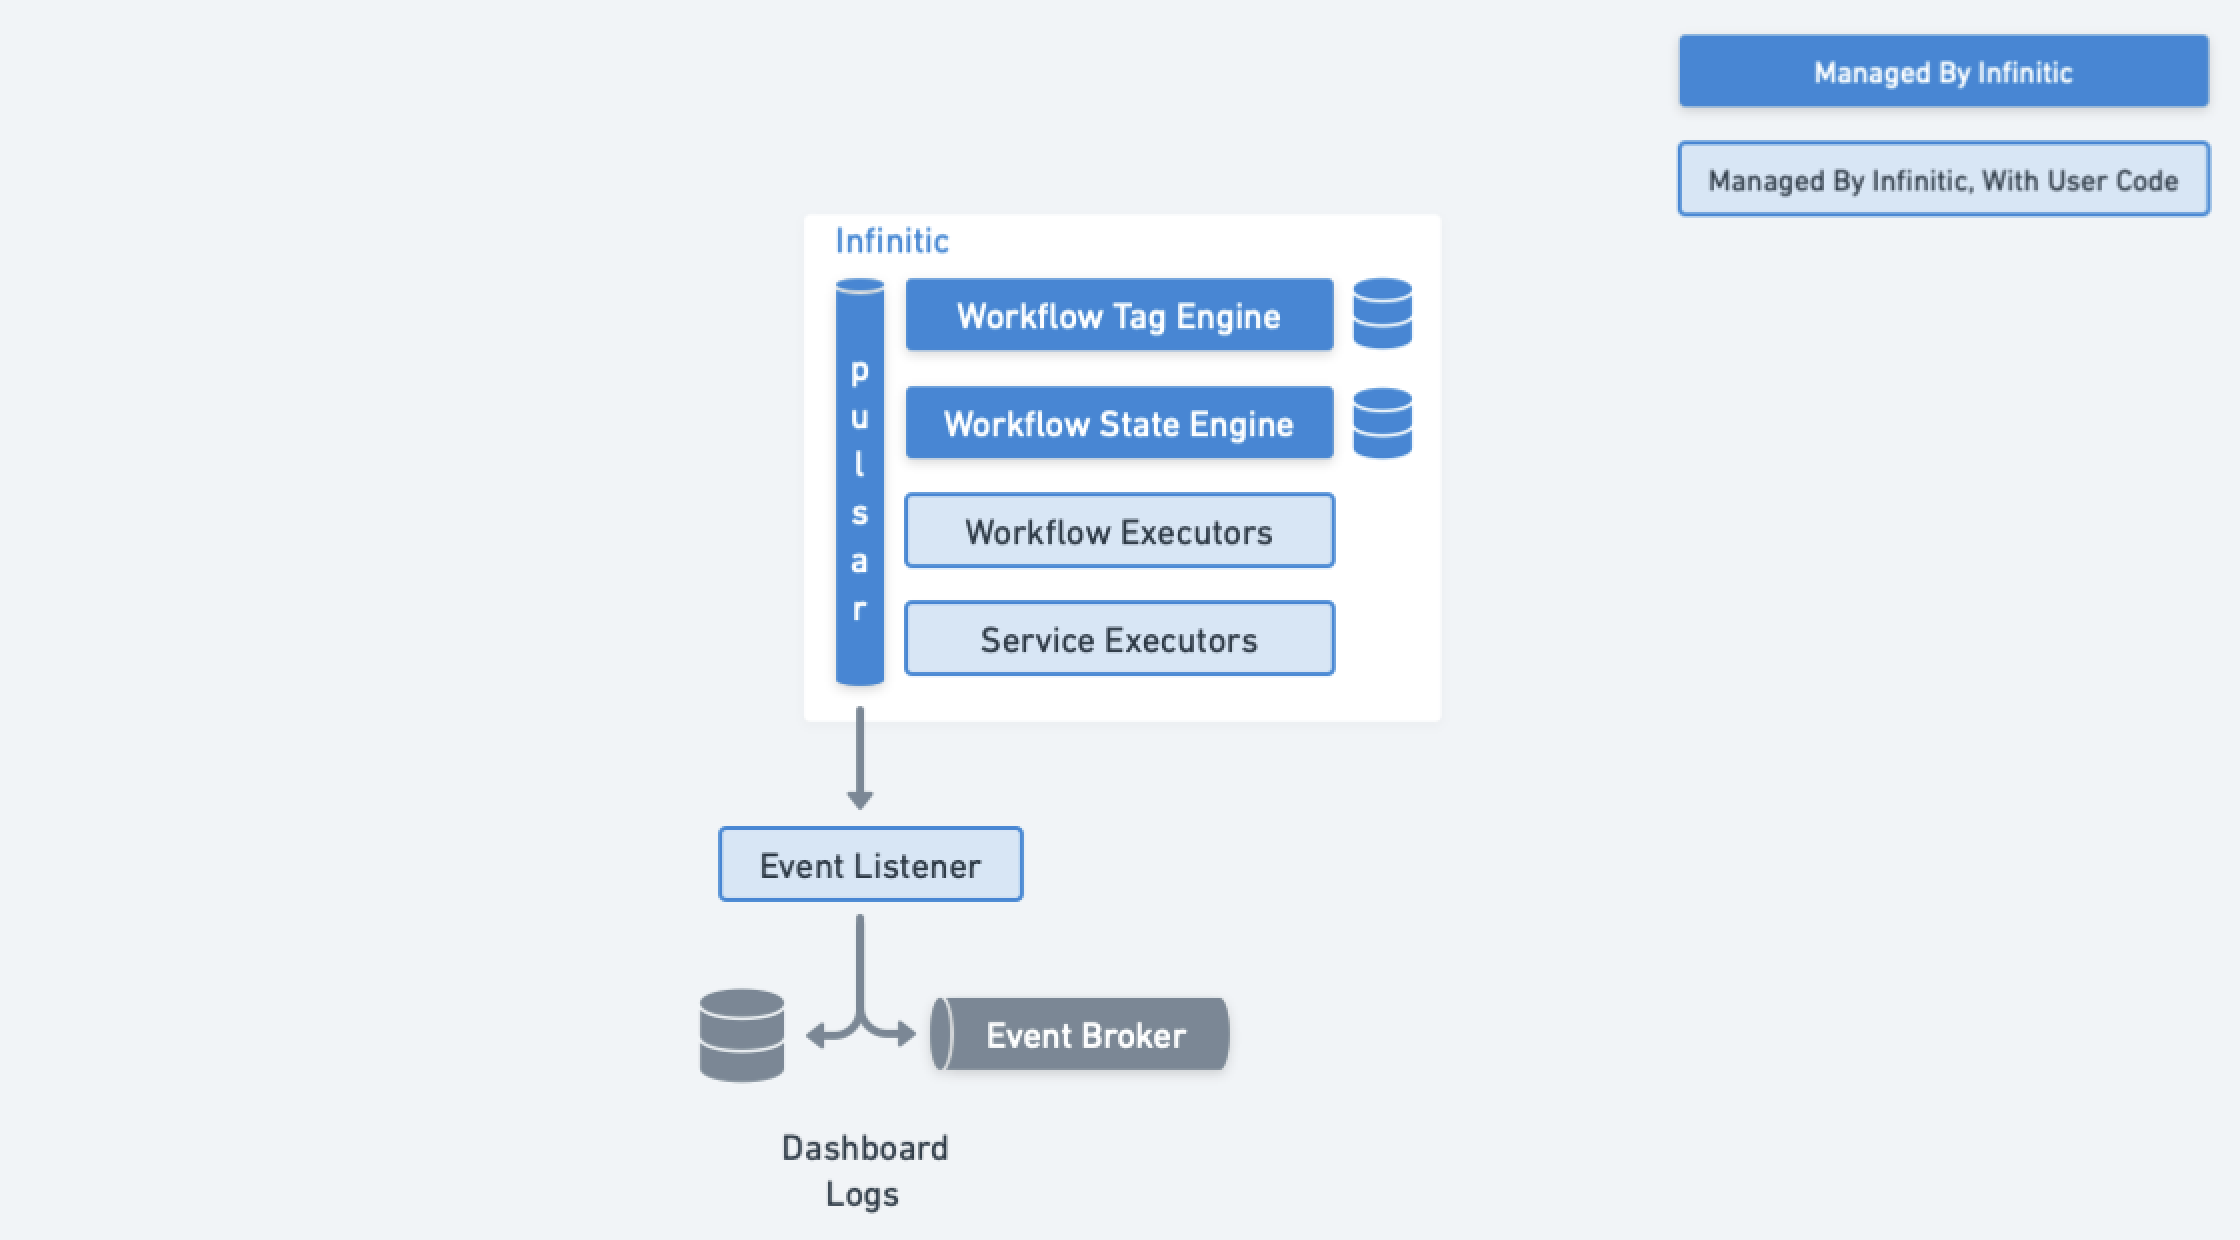 Managed By Infinitic
Managed By Infinitic, With User Code
Infinitic
pulsar
Workflow Tag Engine
Workflow State Engine
Workflow Executors
Service Executors
Event Listener
Event Broker
Dashboard
Logs